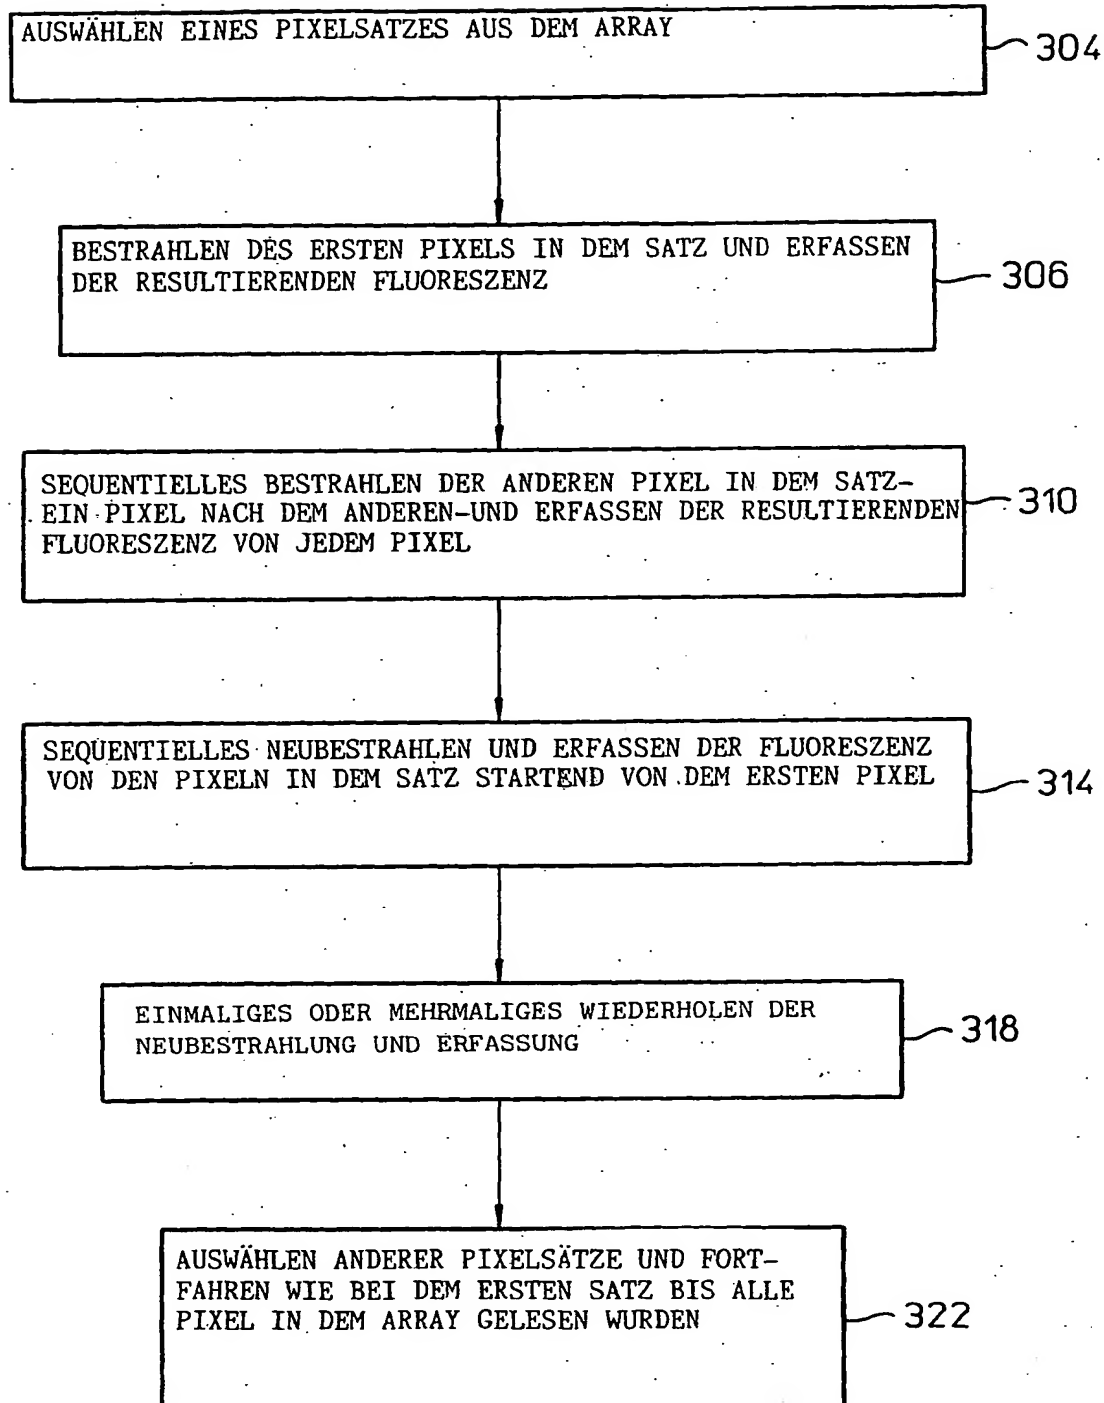 AUSWÄHLEN EINES PIXELSATZES AUS DEM ARRAY
304
BESTRAHLEN DES ERSTEN PIXELS IN DEM SATZ UND ERFASSEN
DER RESULTIERENDEN FLUORESZENZ
306
SEQUENTIELLES BESTRAHLEN DER ANDEREN PIXEL IN DEM SATZ-
EIN PIXEL NACH DEM ANDEREN-UND ERFASSEN DER RESULTIERENDEN
FLUORESZENZ VON JEDEM PIXEL
310
SEQUENTIELLES NEUBESTRAHLEN UND ERFASSEN DER FLUORESZENZ
VON DEN PIXELN IN DEM SATZ STARTEND VON DEM ERSTEN PIXEL
314
EINMALIGES ODER MEHRMALIGES WIEDERHOLEN DER
NEUBESTRAHLUNG UND ERFASSUNG
318
AUSWÄHLEN ANDERER PIXELSÄTZE UND FORT-
FAHREN WIE BEI DEM ERSTEN SATZ BIS ALLE
PIXEL IN DEM ARRAY GELESEN WURDEN
322